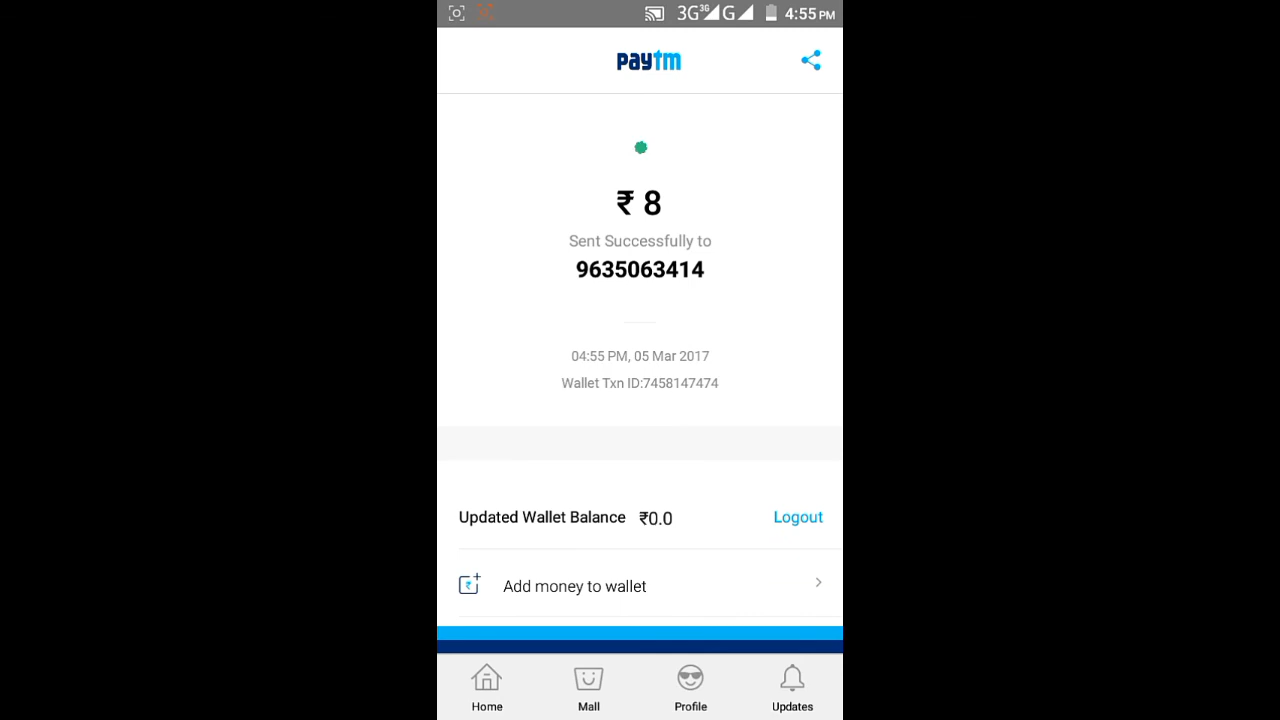 3G 3G G 4:55 PM
paytm
₹ 8
Sent Successfully to
9635063414
04:55 PM, 05 Mar 2017
Wallet Txn ID:7458147474
Updated Wallet Balance ₹0.0 Logout
₹ Add money to wallet
Home Mall Profile Updates